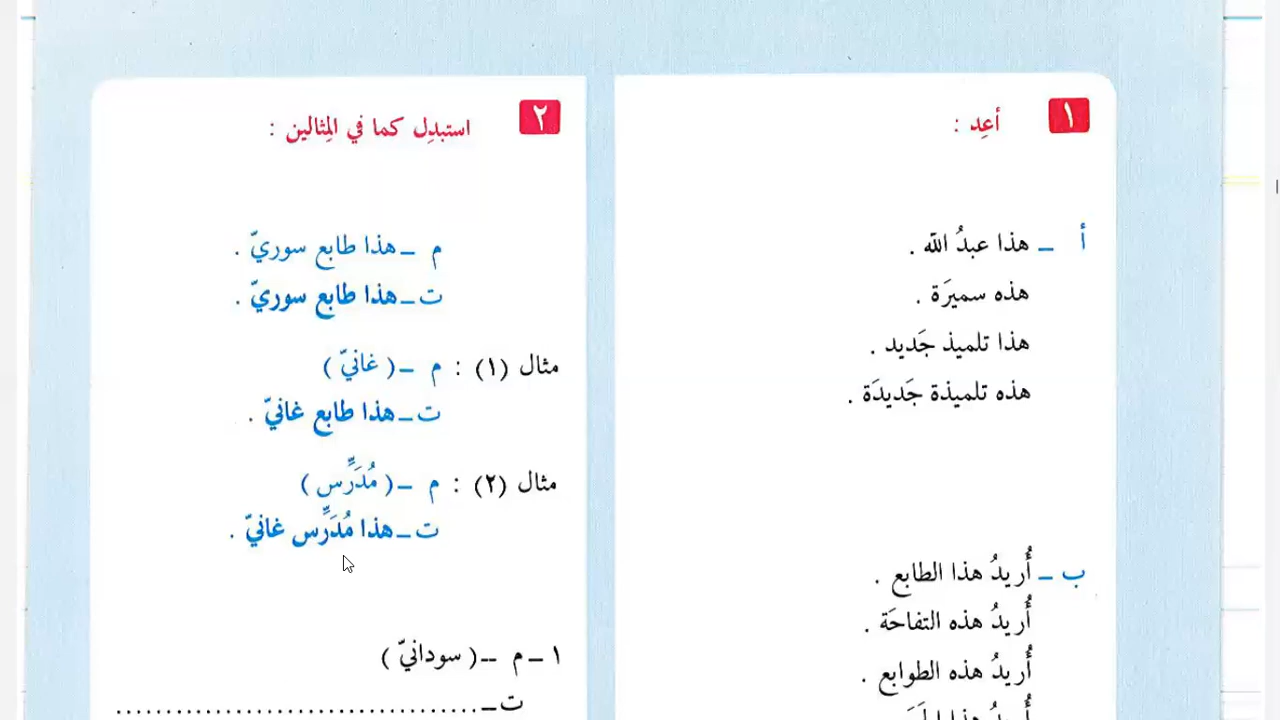 ١
أعِد :
أ ـ هذا عبدُ الله .
هذه سميرَة .
هذا تلميذ جَديد .
هذه تلميذة جَديدَة .
ب ـ أُريدُ هذا الطابع .
أُريدُ هذه التفاحَة .
أُريدُ هذه الطوابع .
أُريدُ هذا
٢
استبدِل كما في المِثالين :
م ـ هذا طابع سوريّ .
ت ـ هذا طابع سوريّ .
مثال (١) : م ـ ( غانيّ )
ت ـ هذا طابع غانيّ .
مثال (٢) : م ـ ( مُدَرِّس )
ت ـ هذا مُدَرِّس غانيّ .
١ ـ م ـ ( سودانيّ )
ت ـ ....................................